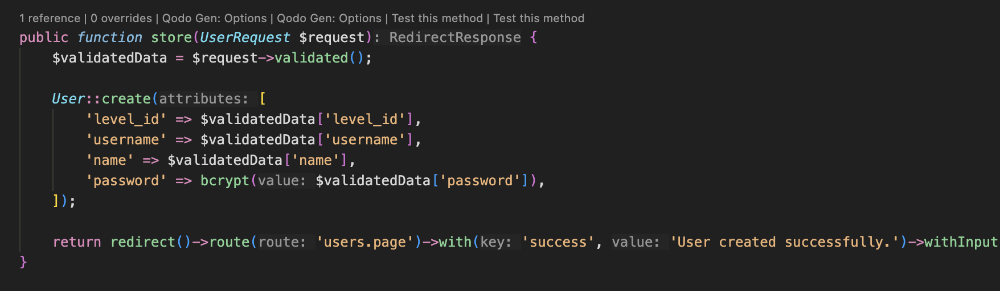 1 reference | 0 overrides | Qodo Gen: Options | Qodo Gen: Options | Test this method | Test this method
public function store(UserRequest $request): RedirectResponse {
$validatedData = $request->validated();
User::create(attributes: [
'level_id' => $validatedData['level_id'],
'username' => $validatedData['username'],
'name' => $validatedData['name'],
'password' => bcrypt(value: $validatedData['password']),
]);
return redirect()->route(route: 'users.page')->with(key: 'success', value: 'User created successfully.')->withInput
}